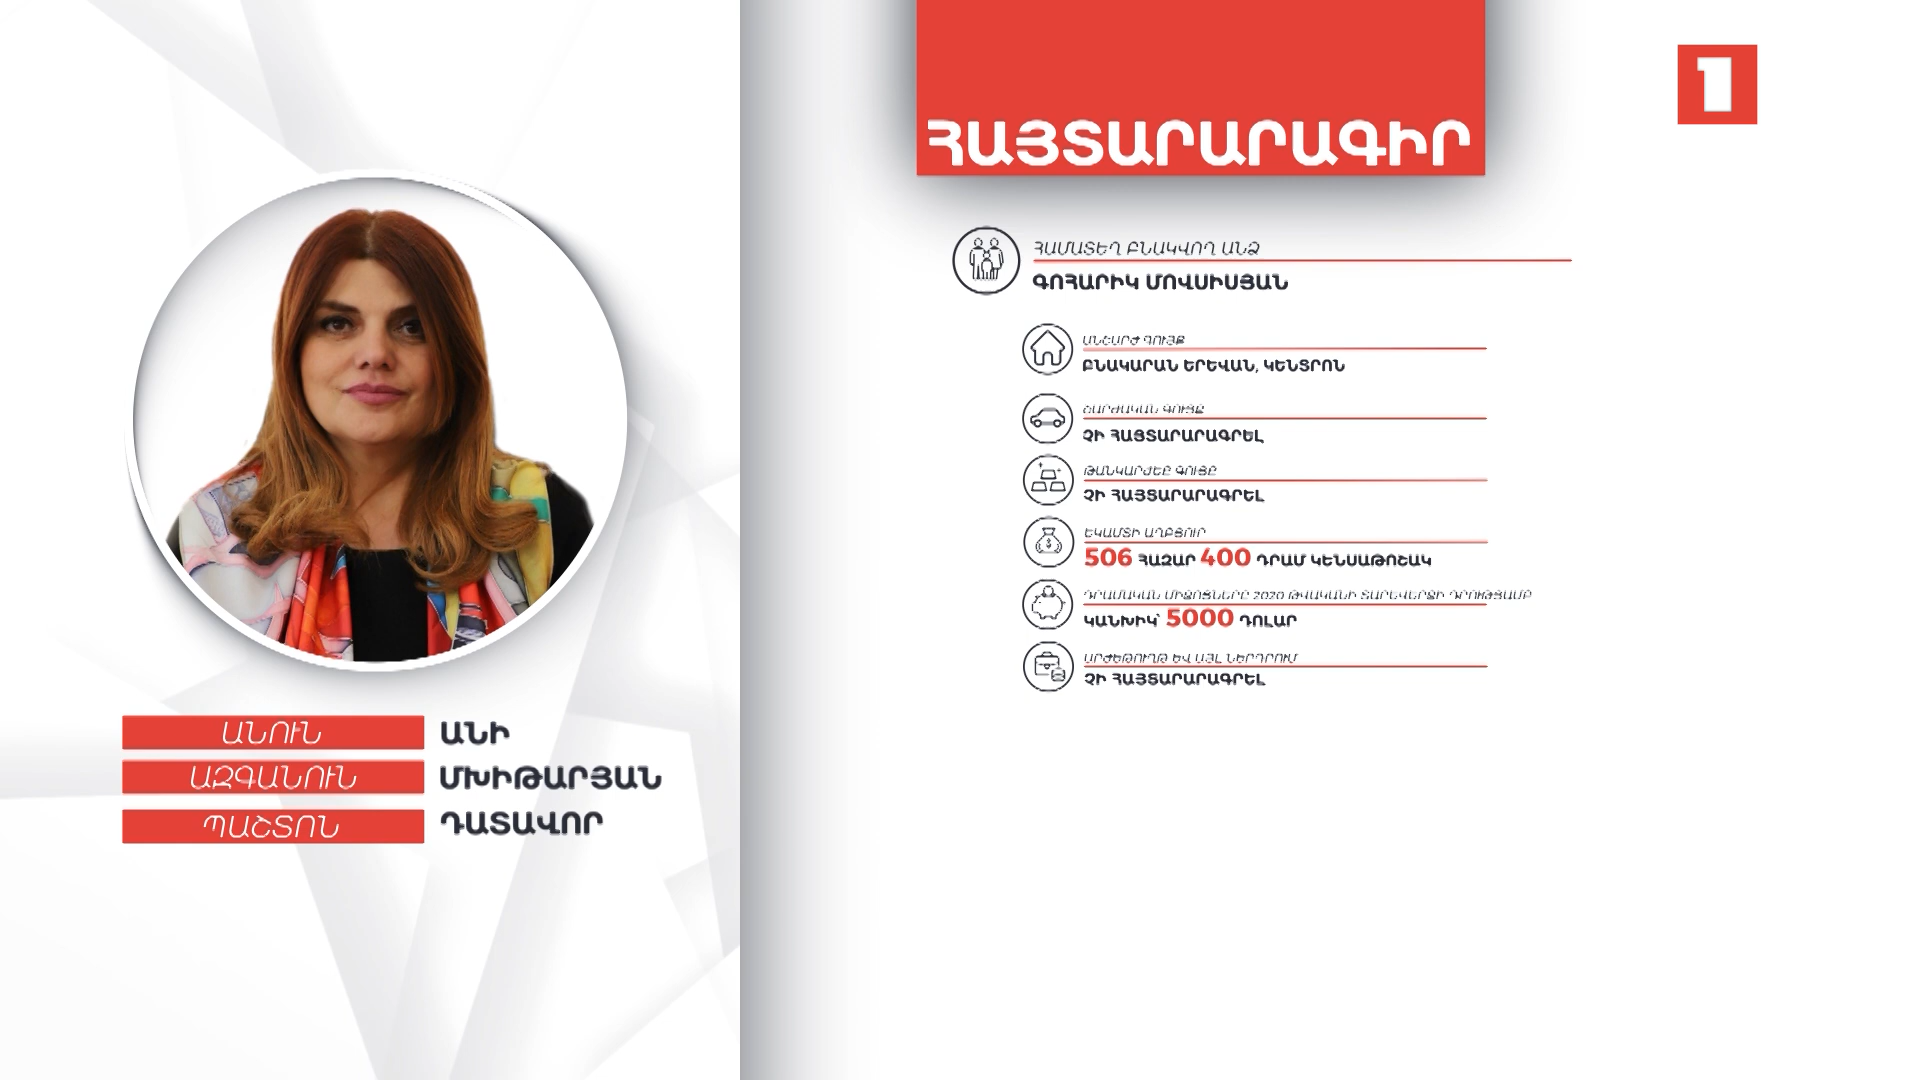 1
ՀԱՅՏԱՐԱՐԱԳԻՐ
ՀԱՄԱՏԵՂ ԲՆԱԿՎՈՂ ԱՆՁ
ԳՈՀԱՐԻԿ ՄՈՎՍԻՍՅԱՆ
ԱՆՇԱՐԺ ԳՈՒՅՔ
ԲՆԱԿԱՐԱՆ ԵՐԵՎԱՆ, ԿԵՆՏՐՈՆ
ՇԱՐԺԱԿԱՆ ԳՈՒՅՔ
ՉԻ ՀԱՅՏԱՐԱՐԱԳՐԵԼ
ԹԱՆԿԱՐԺԵՔ ԳՈՒՅՔ
ՉԻ ՀԱՅՏԱՐԱՐԱԳՐԵԼ
ԵԿԱՄՏԻ ԱՂԲՅՈՒՐ
506 ՀԱԶԱՐ 400 ԴՐԱՄ ԿԵՆՍԱԹՈՇԱԿ
ԴՐԱՄԱԿԱՆ ՄԻՋՈՑՆԵՐԸ 2020 ԹՎԱԿԱՆԻ ՏԱՐԵՎԵՐՋԻ ԴՐՈՒԹՅԱՄԲ
ԿԱՆԽԻԿ՝ 5000 ԴՈԼԱՐ
ԱՐԺԵԹՈՒՂԹ ԵՎ ԱՅԼ ՆԵՐԴՐՈՒՄ
ՉԻ ՀԱՅՏԱՐԱՐԱԳՐԵԼ
ԱՆՈՒՆ ԱՆԻ
ԱԶԳԱՆՈՒՆ ՄԽԻԹԱՐՅԱՆ
ՊԱՇՏՈՆ ԴԱՏԱՎՈՐ